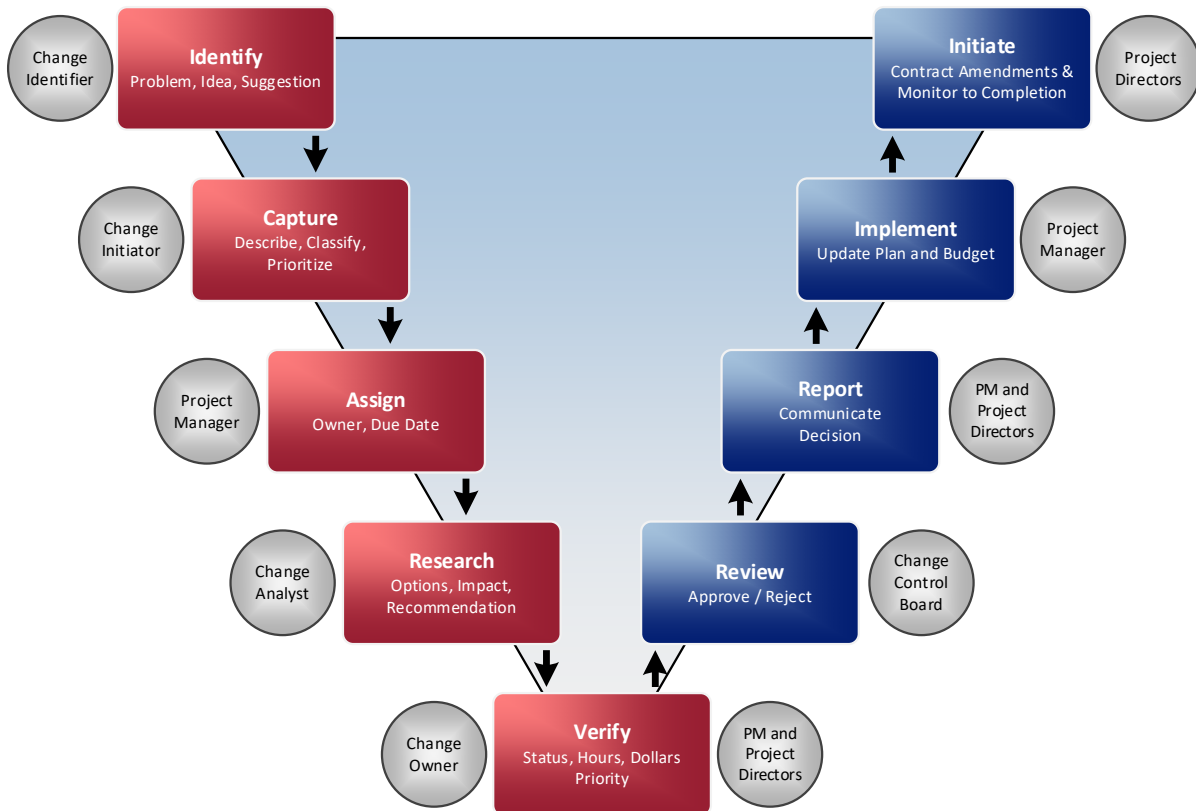 Change
Identifier
Identify
Problem, Idea, Suggestion
Initiate
Contract Amendments &
Monitor to Completion
Project
Directors
Change
Initiator
Capture
Describe, Classify,
Prioritize
Implement
Update Plan and Budget
Project
Manager
Project
Manager
Assign
Owner, Due Date
Report
Communicate
Decision
PM and
Project
Directors
Change
Analyst
Research
Options, Impact,
Recommendation
Review
Approve / Reject
Change
Control
Board
Change
Owner
Verify
Status, Hours, Dollars
Priority
PM and
Project
Directors